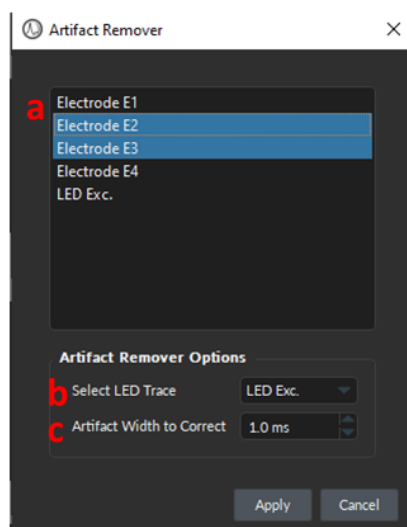 Artifact Remover
a
Electrode E1
Electrode E2
Electrode E3
Electrode E4
LED Exc.
Artifact Remover Options
b Select LED Trace LED Exc.
c Artifact Width to Correct 1.0 ms
Apply Cancel